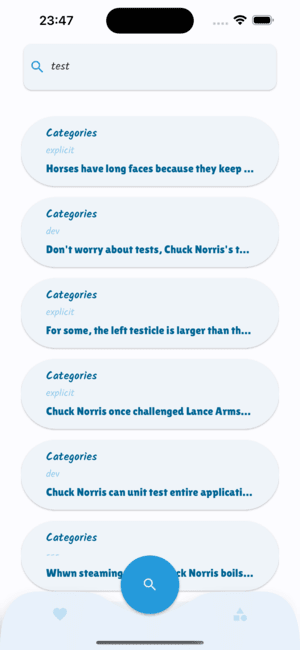 23:47
test
Categories
explicit
Horses have long faces because they keep ...
Categories
dev
Don't worry about tests, Chuck Norris's t...
Categories
explicit
For some, the left testicle is larger than th...
Categories
explicit
Chuck Norris once challenged Lance Arms...
Categories
dev
Chuck Norris can unit test entire applicati...
Categories
---
Whwn steaming ck Norris boils...